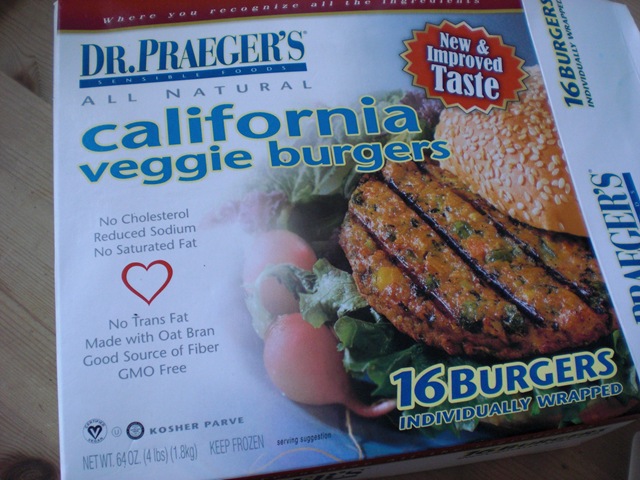 Where you recognize all the ingredients
DR. PRAEGER'S
SENSIBLE FOODS
ALL NATURAL
california
veggie burgers
New &
Improved
Taste
No Cholesterol
Reduced Sodium
No Saturated Fat
No Trans Fat
Made with Oat Bran
Good Source of Fiber
GMO Free
16 BURGERS
INDIVIDUALLY WRAPPED
KOSHER PARVE
NET WT. 64 OZ. (4 lbs) (1.8kg) KEEP FROZEN serving suggestion
16 BURGERS
INDIVIDUALLY WRAPPED
PRAEGER'S